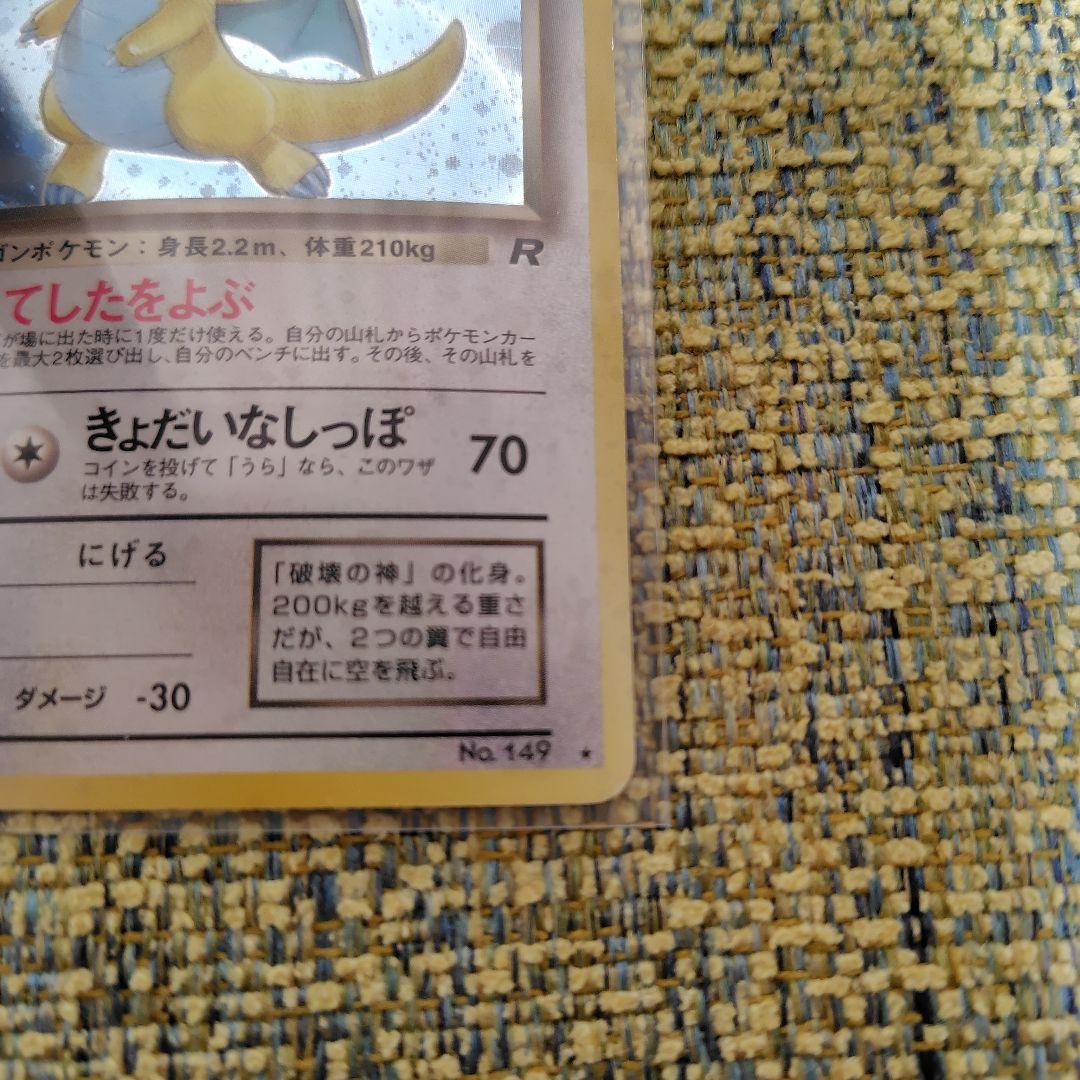 ゴンポケモン：身長2.2m、体重210kg
R
てしたをよぶ
が場に出た時に1度だけ使える。自分の山札からポケモンカー
を最大2枚選び出し、自分のベンチに出す。その後、その山札を
きょだいなしっぽ 70
コインを投げて「うら」なら、このワザ
は失敗する。
にげる
「破壊の神」の化身。
200kgを越える重さ
だが、2つの翼で自由
自在に空を飛ぶ。
ダメージ -30
No. 149 ★